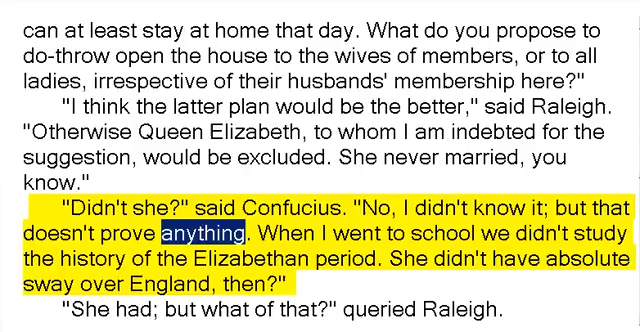 can at least stay at home that day. What do you propose to
do-throw open the house to the wives of members, or to all
ladies, irrespective of their husbands' membership here?"
"I think the latter plan would be the better," said Raleigh.
"Otherwise Queen Elizabeth, to whom I am indebted for the
suggestion, would be excluded. She never married, you
know."
"Didn't she?" said Confucius. "No, I didn't know it; but that
doesn't prove anything. When I went to school we didn't study
the history of the Elizabethan period. She didn't have absolute
sway over England, then?"
"She had; but what of that?" queried Raleigh.